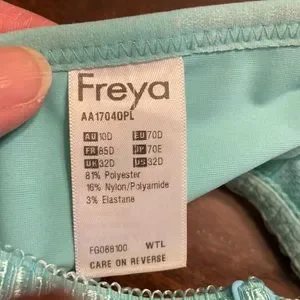 Freya
AA17040PL
AU 10D EU 70D
FR 85D JP 70E
UK 32D US 32D
81% Polyester
16% Nylon/Polyamide
3% Elastane
FG088100 WTL
CARE ON REVERSE